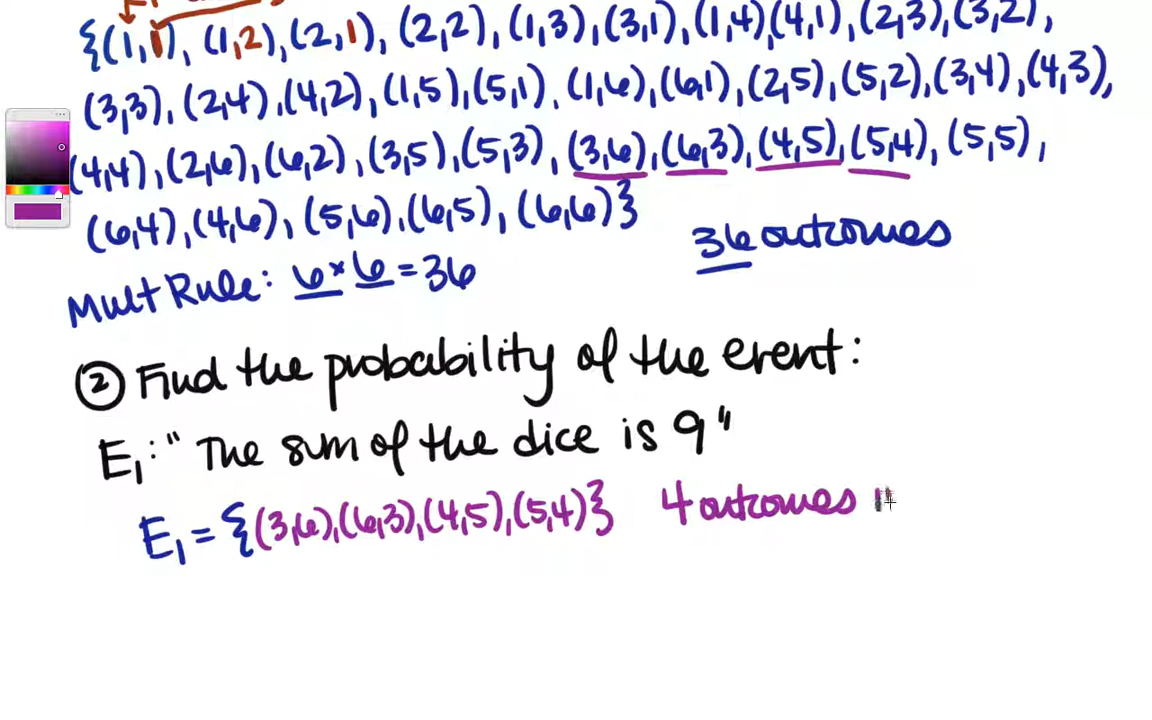 {(1,1), (1,2), (2,1), (2,2), (1,3), (3,1), (1,4)(4,1), (2,3), (3,2),
(3,3), (2,4), (4,2), (1,5), (5,1), (1,6), (6,1), (2,5), (5,2), (3,4), (4,3),
(4,4), (2,6), (6,2), (3,5), (5,3), (3,6), (6,3), (4,5), (5,4), (5,5),
(6,4), (4,6), (5,6), (6,5), (6,6)}
36 outcomes
Mult Rule: 6 × 6 = 36
② Find the probability of the event:
E₁: " The sum of the dice is 9 "
E₁ = {(3,6), (6,3), (4,5), (5,4)} 4 outcomes